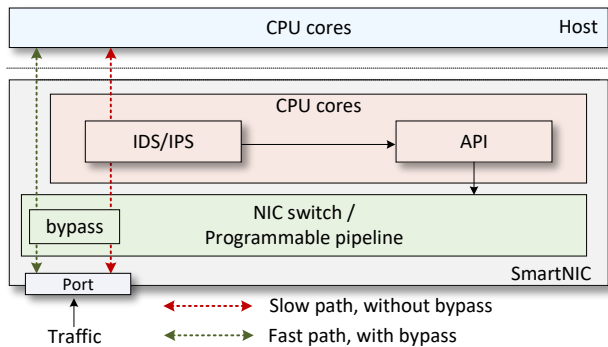 CPU cores
Host
CPU cores
IDS/IPS
API
NIC switch /
Programmable pipeline
bypass
SmartNIC
Port
Traffic
Slow path, without bypass
Fast path, with bypass